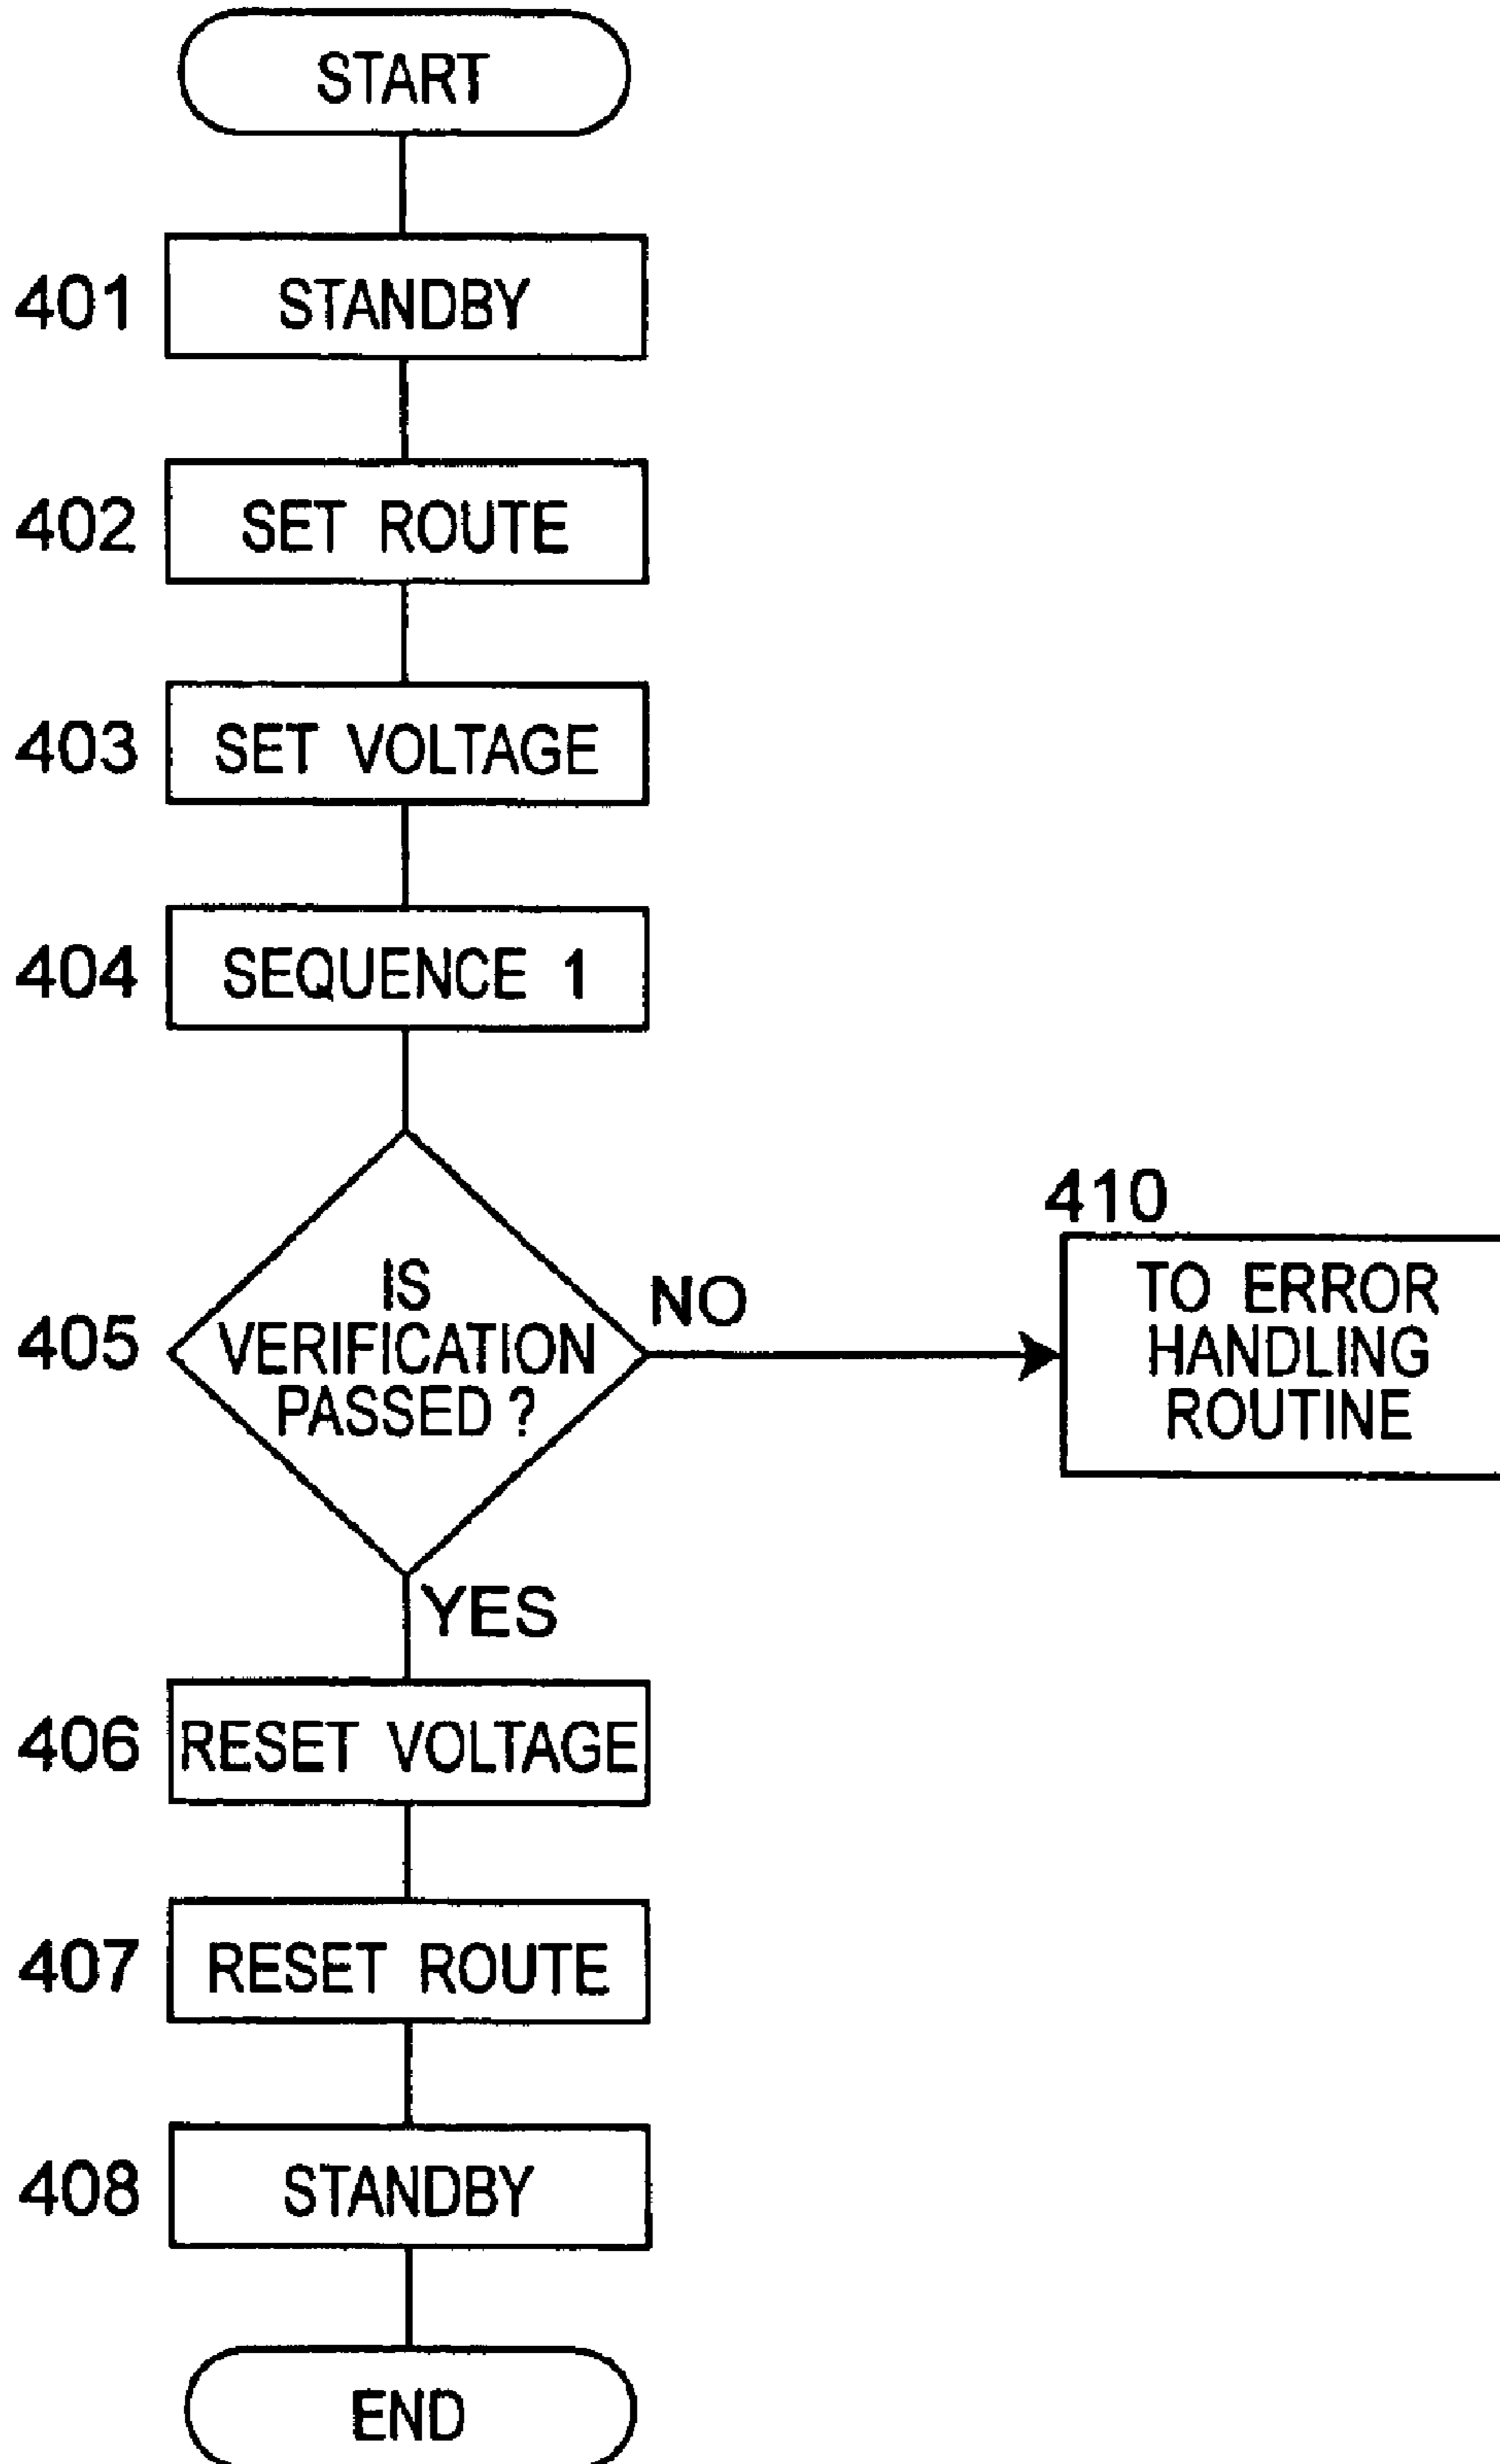 START
401
STANDBY
402
SET ROUTE
403
SET VOLTAGE
404
SEQUENCE 1
405
IS
VERIFICATION
PASSED ?
NO
410
TO ERROR
HANDLING
ROUTINE
YES
406
RESET VOLTAGE
407
RESET ROUTE
408
STANDBY
END